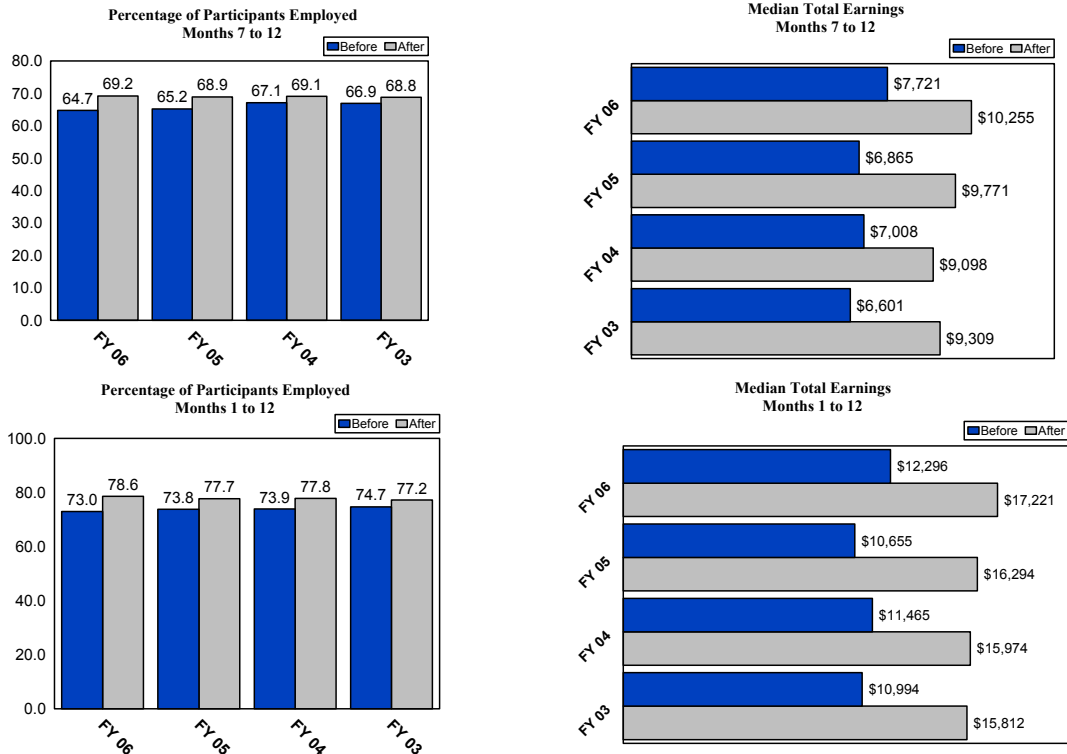 Percentage of Participants Employed
Months 7 to 12
Before After
80.0
70.0
60.0
50.0
40.0
30.0
20.0
10.0
0.0
64.7 69.2 65.2 68.9 67.1 69.1 66.9 68.8
FY 06 FY 05 FY 04 FY 03
Median Total Earnings
Months 7 to 12
Before After
FY 06
$7,721
$10,255
FY 05
$6,865
$9,771
FY 04
$7,008
$9,098
FY 03
$6,601
$9,309
Percentage of Participants Employed
Months 1 to 12
Before After
100.0
80.0
60.0
40.0
20.0
0.0
73.0 78.6 73.8 77.7 73.9 77.8 74.7 77.2
FY 06 FY 05 FY 04 FY 03
Median Total Earnings
Months 1 to 12
Before After
FY 06
$12,296
$17,221
FY 05
$10,655
$16,294
FY 04
$11,465
$15,974
FY 03
$10,994
$15,812